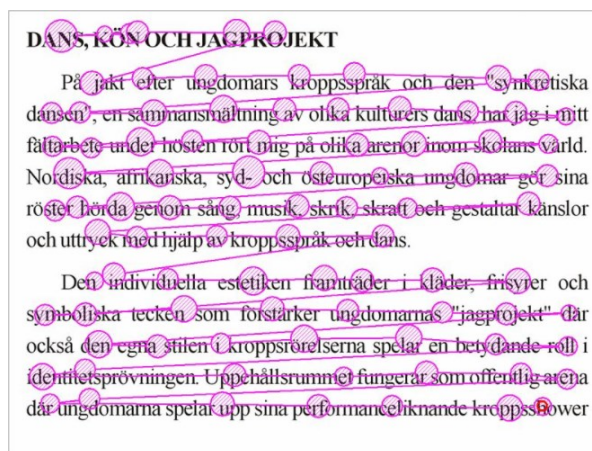 DANS, KÖN OCH JAGPROJEKT
På jakt efter ungdomars kroppsspråk och den "synkretiska
dansen", en sammansmältning av olika kulturers dans, har jag i mitt
fältarbete under hösten rört mig på olika arenor inom skolans värld.
Nordiska, afrikanska, syd- och östeuropeiska ungdomar gör sina
röster hörda genom sång, musik, skrik, skratt och gestaltar känslor
och uttryck med hjälp av kroppsspråk och dans.
Den individuella estetiken framträder i kläder, frisyrer och
symboliska tecken som förstärker ungdomarnas "jagprojekt" där
också den egna stilen i kroppsrörelserna spelar en betydande roll i
identitetsprövningen. Uppehållsrummet fungerar som offentlig arena
där ungdomarna spelar upp sina performanceliknande kroppsshower